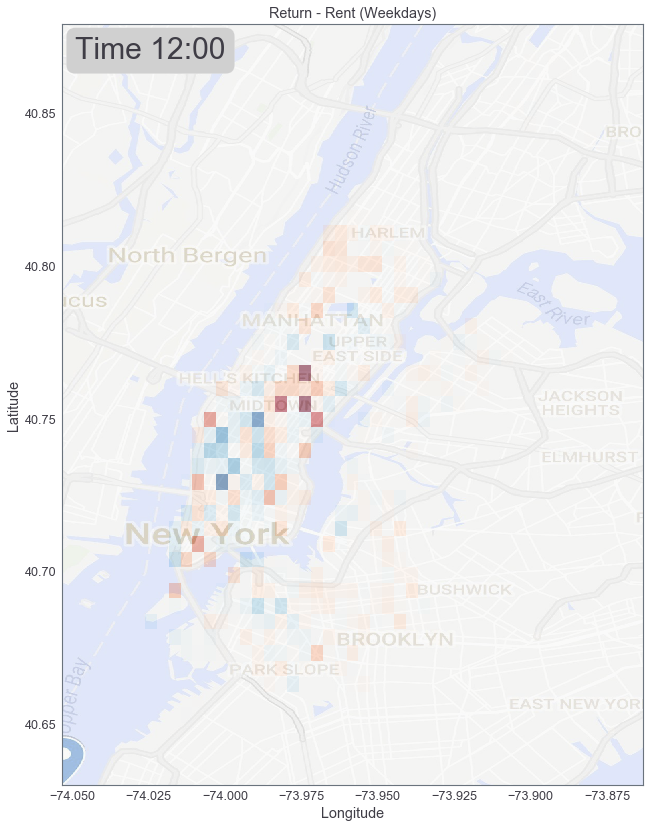 Return - Rent (Weekdays)
Time 12:00
40.85
BRO
Hudson River
HARLEM
North Bergen
40.80
East River
UCUS
MANHATTAN
UPPER
EAST SIDE
HELL'S KITCHEN
MIDTOWN
JACKSON
HEIGHTS
Latitude
40.75
ELMHURST
New York
40.70
BUSHWICK
BROOKLYN
PARK SLOPE
EAST NEW YOR
40.65
pper Bay
−74.050
−74.025
−74.000
−73.975
−73.950
−73.925
−73.900
−73.875
Longitude